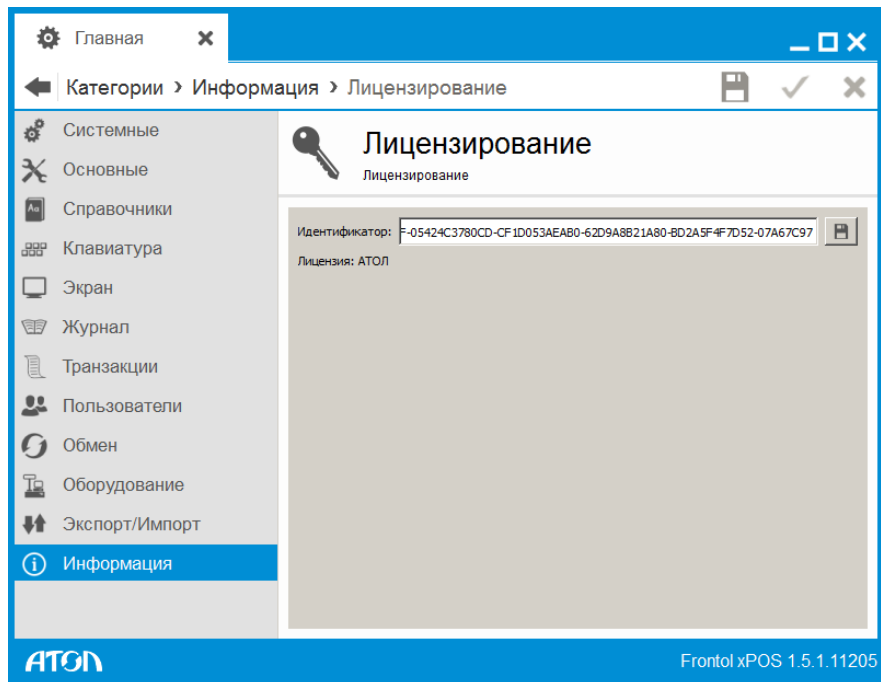 Главная
Категории › Информация › Лицензирование
Системные
Основные
Справочники
Клавиатура
Экран
Журнал
Транзакции
Пользователи
Обмен
Оборудование
Экспорт/Импорт
Информация
Лицензирование
Лицензирование
Идентификатор: F-05424C3780CD-CF1D053AEAB0-62D9A8B21A80-BD2A5F4F7D52-07A67C97
Лицензия: АТОЛ
АТОЛ
Frontol xPOS 1.5.1.11205